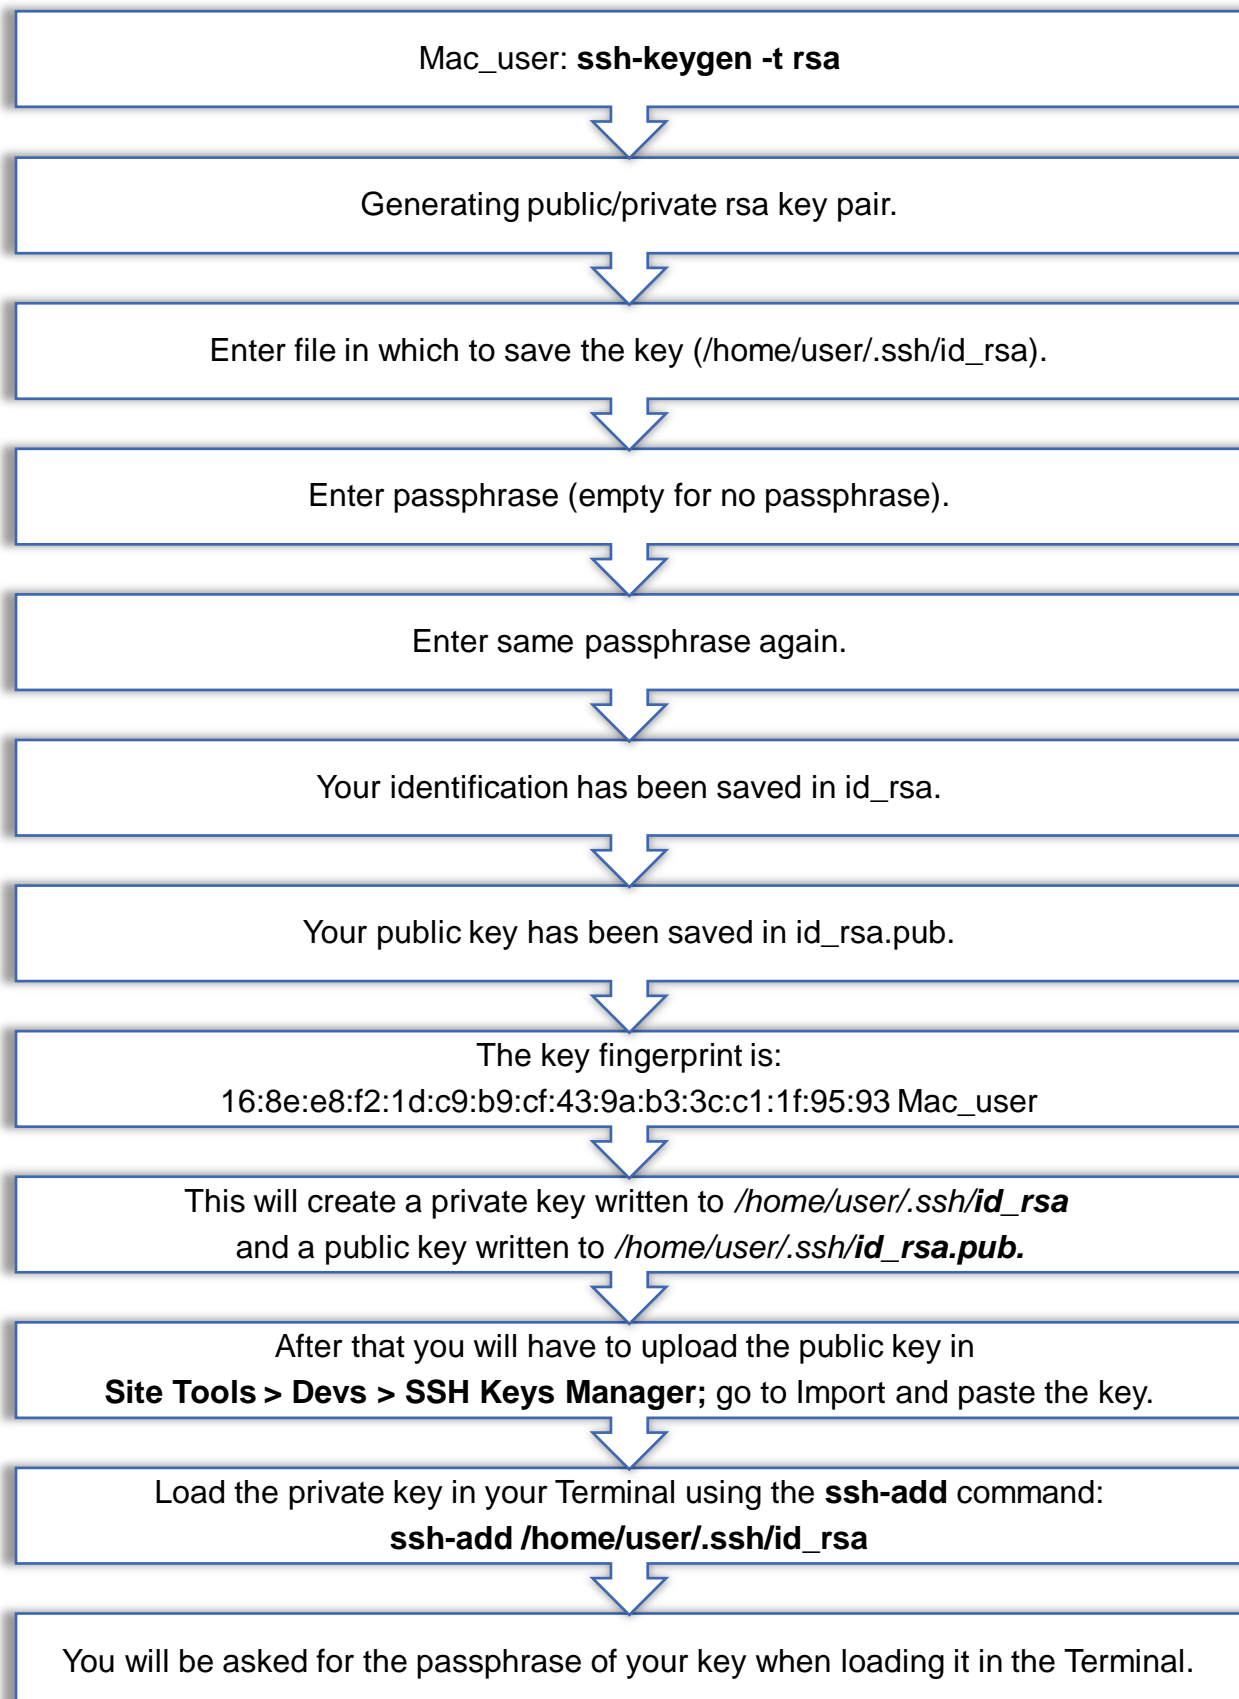 Mac_user: ssh-keygen -t rsa
Generating public/private rsa key pair.
Enter file in which to save the key (/home/user/.ssh/id_rsa).
Enter passphrase (empty for no passphrase).
Enter same passphrase again.
Your identification has been saved in id_rsa.
Your public key has been saved in id_rsa.pub.
The key fingerprint is:
16:8e:e8:f2:1d:c9:b9:cf:43:9a:b3:3c:c1:1f:95:93 Mac_user
This will create a private key written to /home/user/.ssh/id_rsa
and a public key written to /home/user/.ssh/id_rsa.pub.
After that you will have to upload the public key in
Site Tools > Devs > SSH Keys Manager; go to Import and paste the key.
Load the private key in your Terminal using the ssh-add command:
ssh-add /home/user/.ssh/id_rsa
You will be asked for the passphrase of your key when loading it in the Terminal.